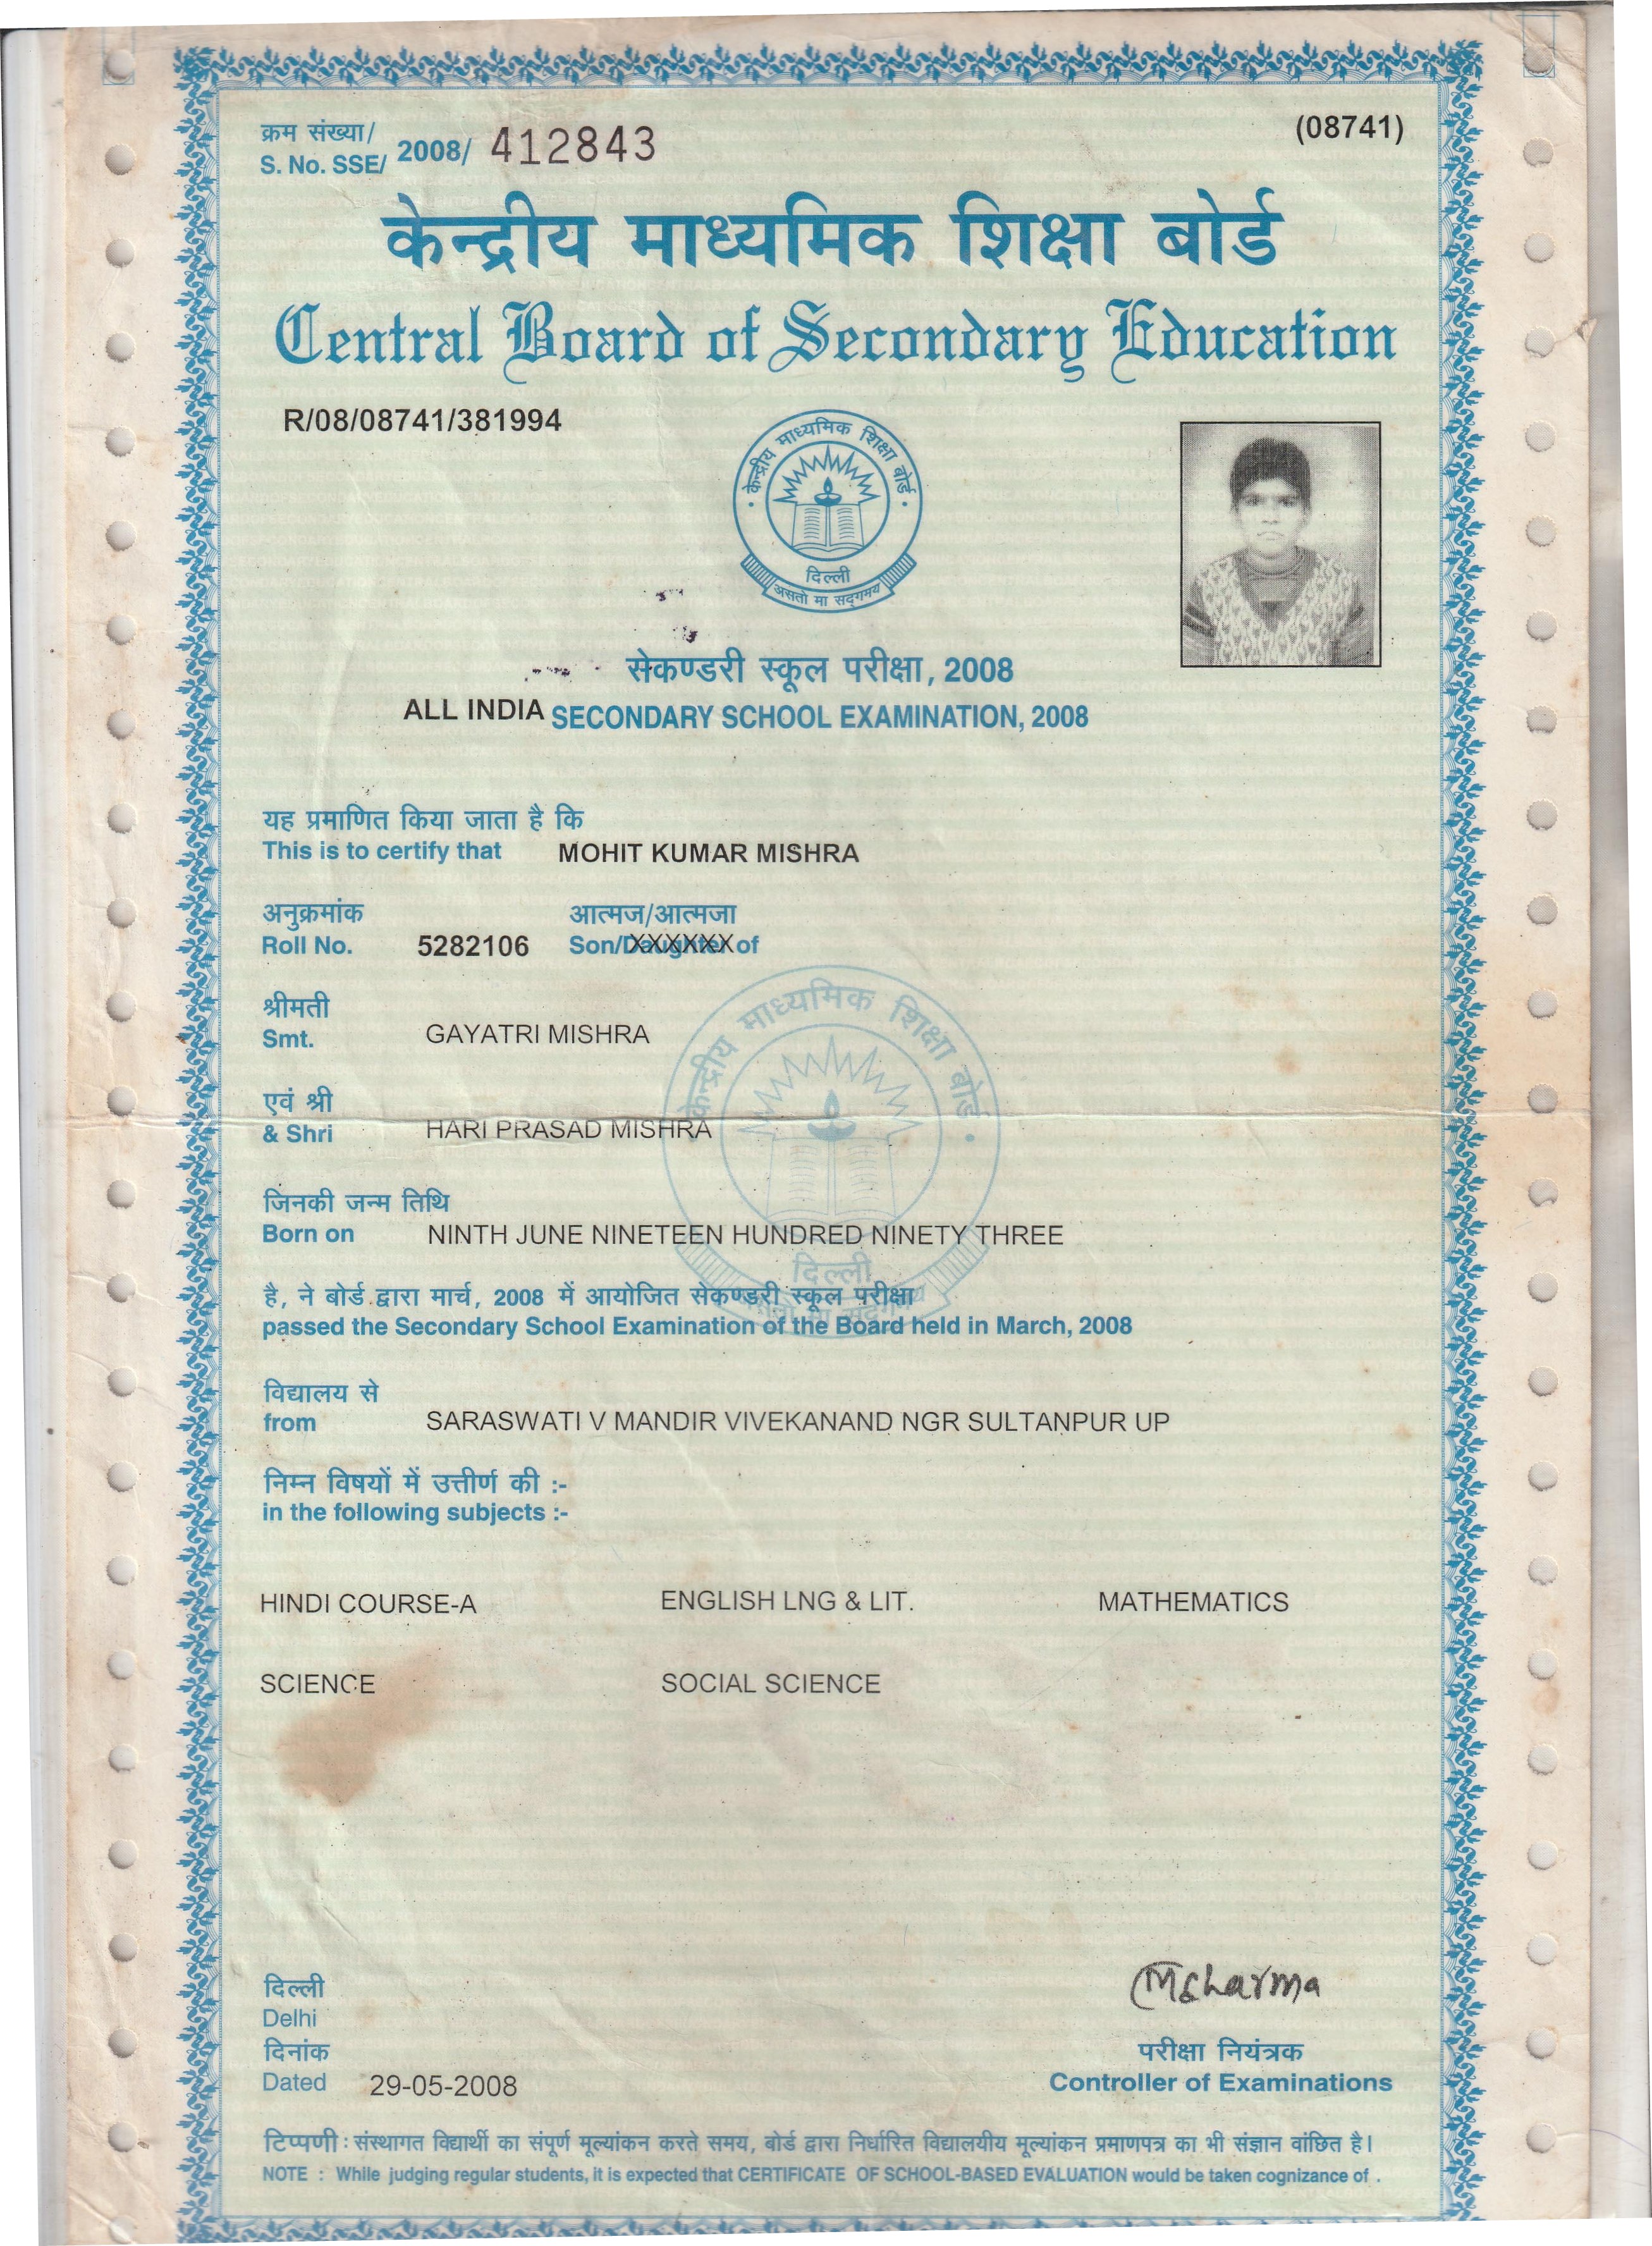 क्रम संख्या/
S. No. SSE/ 2008/ 412843
(08741)
केन्द्रीय माध्यमिक शिक्षा बोर्ड
Central Board of Secondary Education
R/08/08741/381994
केन्द्रीय माध्यमिक शिक्षा बोर्ड
दिल्ली
असतो मा सद्गमय
सेकण्डरी स्कूल परीक्षा, 2008
ALL INDIA SECONDARY SCHOOL EXAMINATION, 2008
यह प्रमाणित किया जाता है कि
This is to certify that MOHIT KUMAR MISHRA
अनुक्रमांक आत्मज/आत्मजा
Roll No. 5282106 Son/Daughter of
श्रीमती
Smt. GAYATRI MISHRA
एवं श्री
& Shri HARI PRASAD MISHRA
जिनकी जन्म तिथि
Born on NINTH JUNE NINETEEN HUNDRED NINETY THREE
है, ने बोर्ड द्वारा मार्च, 2008 में आयोजित सेकण्डरी स्कूल परीक्षा
passed the Secondary School Examination of the Board held in March, 2008
विद्यालय से
from SARASWATI V MANDIR VIVEKANAND NGR SULTANPUR UP
निम्न विषयों में उत्तीर्ण की :-
in the following subjects :-
HINDI COURSE-A ENGLISH LNG & LIT. MATHEMATICS
SCIENCE SOCIAL SCIENCE
दिल्ली
Delhi
दिनांक
Dated 29-05-2008
MSharma
परीक्षा नियंत्रक
Controller of Examinations
टिप्पणी : संस्थागत विद्यार्थी का संपूर्ण मूल्यांकन करते समय, बोर्ड द्वारा निर्धारित विद्यालयीय मूल्यांकन प्रमाणपत्र का भी संज्ञान वांछित है।
NOTE : While judging regular students, it is expected that CERTIFICATE OF SCHOOL-BASED EVALUATION would be taken cognizance of .